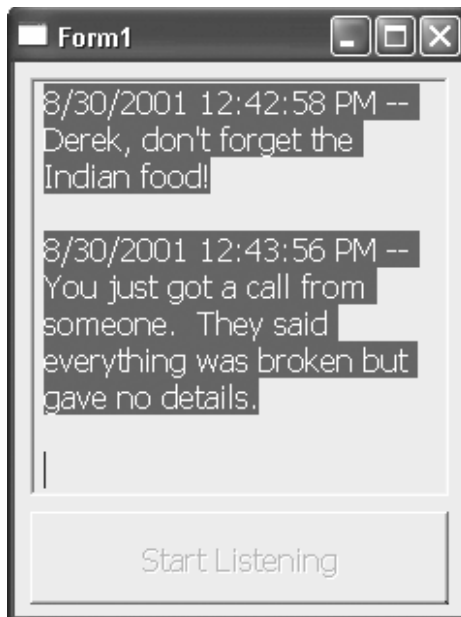 Form1
8/30/2001 12:42:58 PM --
Derek, don't forget the
Indian food!
8/30/2001 12:43:56 PM --
You just got a call from
someone.  They said
everything was broken but
gave no details.
Start Listening